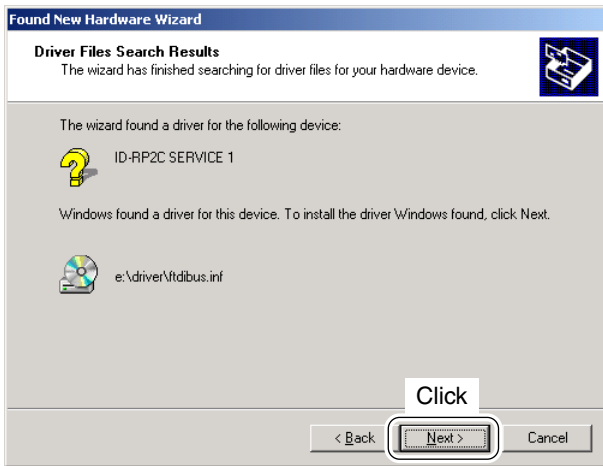 Found New Hardware Wizard
Driver Files Search Results
The wizard has finished searching for driver files for your hardware device.
The wizard found a driver for the following device:
ID-RP2C SERVICE 1
Windows found a driver for this device. To install the driver Windows found, click Next.
e:\driver\ftdibus.inf
Click
< Back Next > Cancel